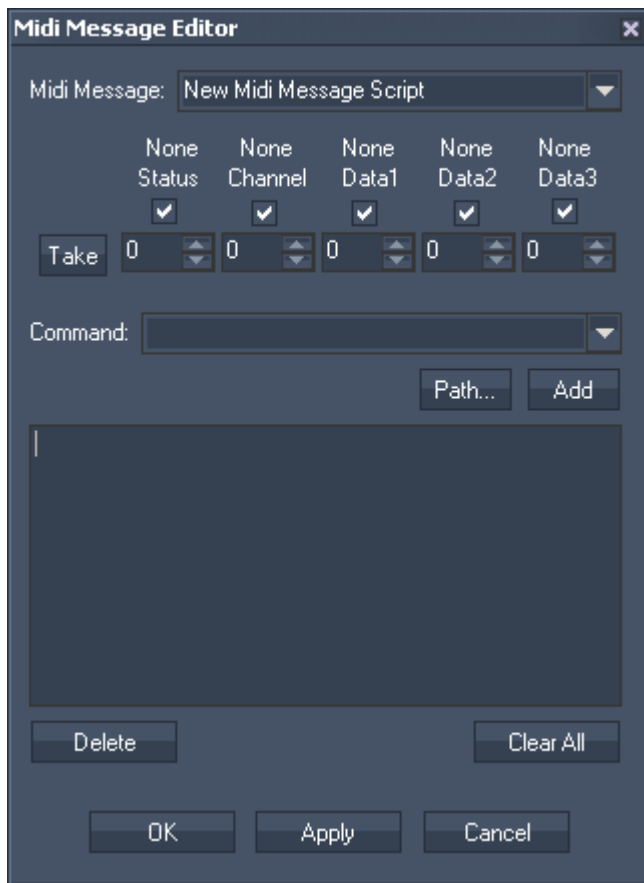 Midi Message Editor
Midi Message: New Midi Message Script
None None None None None
Status Channel Data1 Data2 Data3
Take 0 0 0 0 0
Command:
Path... Add
Delete Clear All
OK Apply Cancel